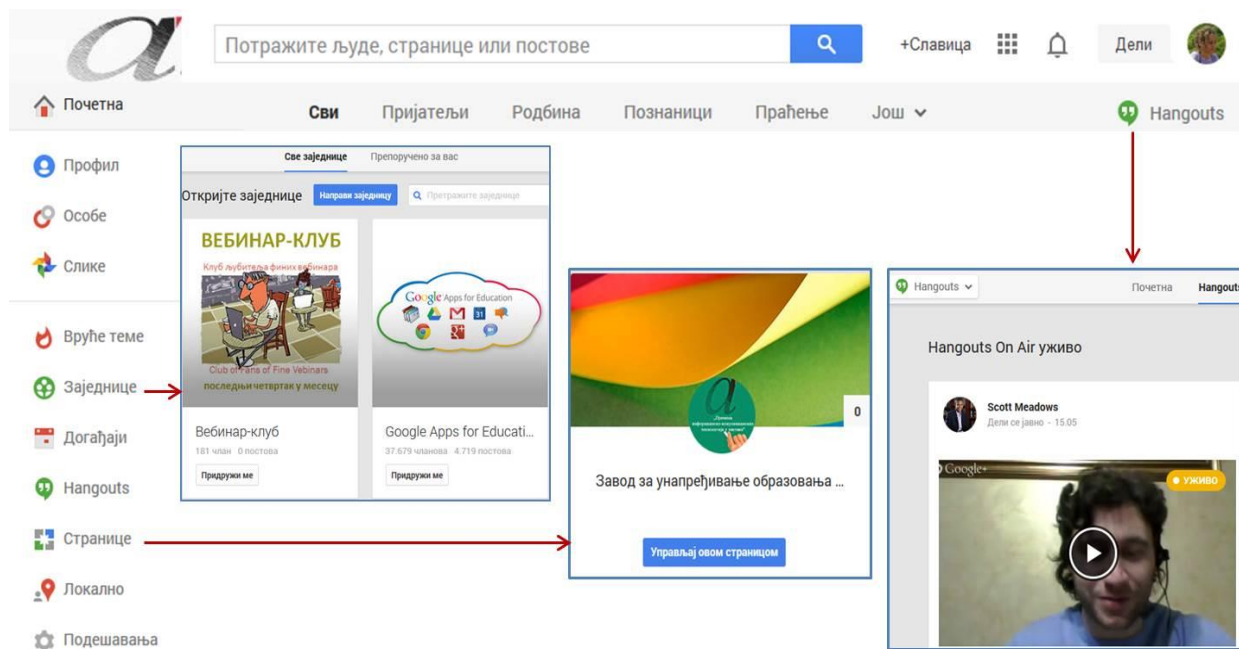 a
Потражите људе, странице или постове
+Славица
Дели
Почетна
Сви Пријатељи Родбина Познаници Праћење Још
Hangouts
Профил
Особе
Слике
Вруће теме
Заједнице
Догађаји
Hangouts
Странице
Локално
Подешавања
Све заједнице Препоручено за вас
Откријте заједнице
Направи заједницу
Претражите заједнице
ВЕБИНАР-КЛУБ
Клуб љубитеља финих вебинара
Club of Fans of Fine Vebinars
последњи четвртак у месецу
Вебинар-клуб
181 члан 0 постова
Придружи ме
Google Apps for Education
31
g+
Google Apps for Educati...
37.679 чланова 4.719 постова
Придружи ме
a
0
Завод за унапређивање образовања ...
Управљај овом страницом
Hangouts
Почетна Hangouts
Hangouts On Air уживо
Scott Meadows
Дели се јавно - 15:05
Google+
УЖИВО